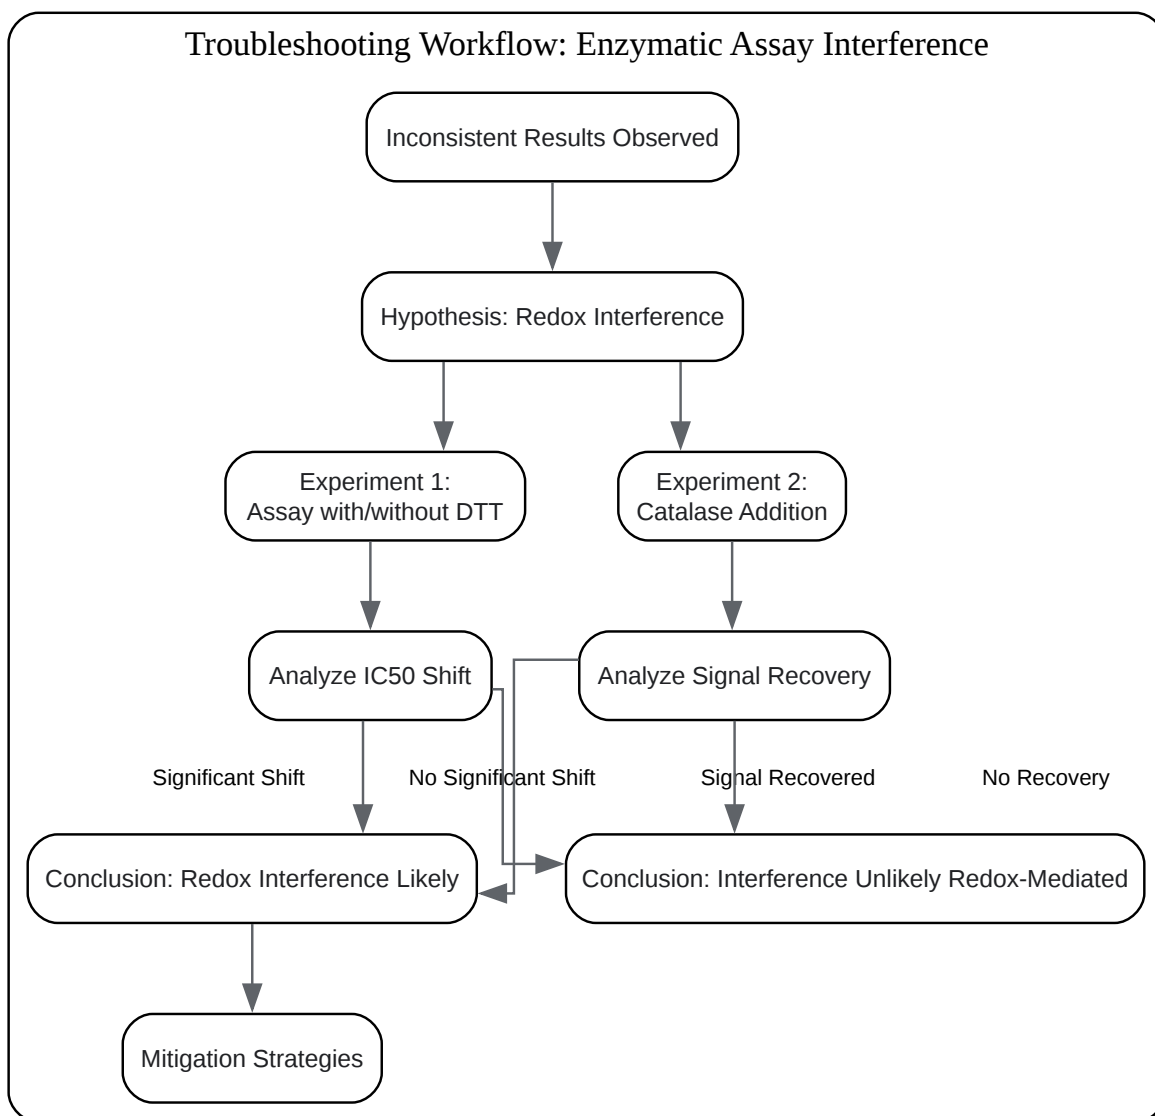 Troubleshooting Workflow: Enzymatic Assay Interference
Inconsistent Results Observed
Hypothesis: Redox Interference
Experiment 1:
Assay with/without DTT
Experiment 2:
Catalase Addition
Analyze IC50 Shift
Analyze Signal Recovery
Significant Shift
No Significant Shift
Signal Recovered
No Recovery
Conclusion: Redox Interference Likely
Conclusion: Interference Unlikely Redox-Mediated
Mitigation Strategies